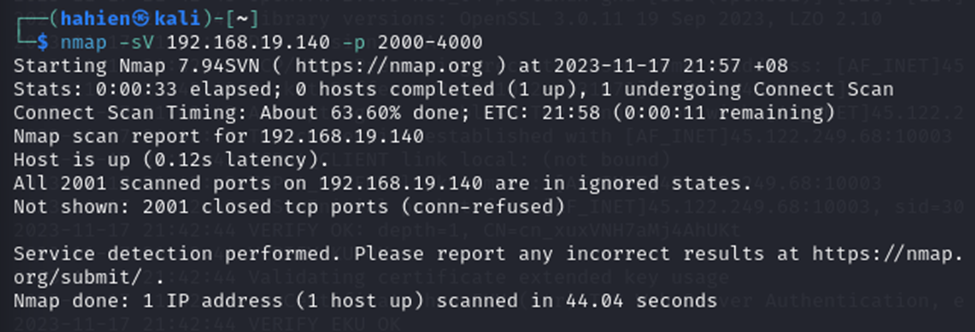 ┌──(hahien㉿kali)-[~]
└─$ nmap -sV 192.168.19.140 -p 2000-4000
Starting Nmap 7.94SVN ( https://nmap.org ) at 2023-11-17 21:57 +08
Stats: 0:00:33 elapsed; 0 hosts completed (1 up), 1 undergoing Connect Scan
Connect Scan Timing: About 63.60% done; ETC: 21:58 (0:00:11 remaining)
Nmap scan report for 192.168.19.140
Host is up (0.12s latency).
All 2001 scanned ports on 192.168.19.140 are in ignored states.
Not shown: 2001 closed tcp ports (conn-refused)
Service detection performed. Please report any incorrect results at https://nmap.
org/submit/ .
Nmap done: 1 IP address (1 host up) scanned in 44.04 seconds